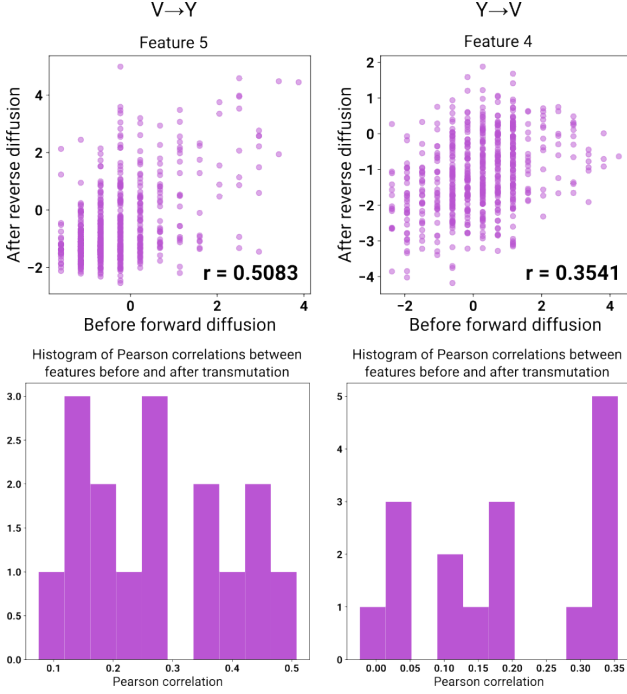 V→Y
Y→V
Feature 5
Feature 4
After reverse diffusion
4
2
0
−2
r = 0.5083
0
2
4
Before forward diffusion
After reverse diffusion
2
1
0
−1
−2
−3
−4
r = 0.3541
−2
0
2
4
Before forward diffusion
Histogram of Pearson correlations between
features before and after transmutation
3.0
2.5
2.0
1.5
1.0
0.5
0.0
0.1
0.2
0.3
0.4
0.5
Pearson correlation
Histogram of Pearson correlations between
features before and after transmutation
5
4
3
2
1
0
0.00
0.05
0.10
0.15
0.20
0.25
0.30
0.35
Pearson correlation